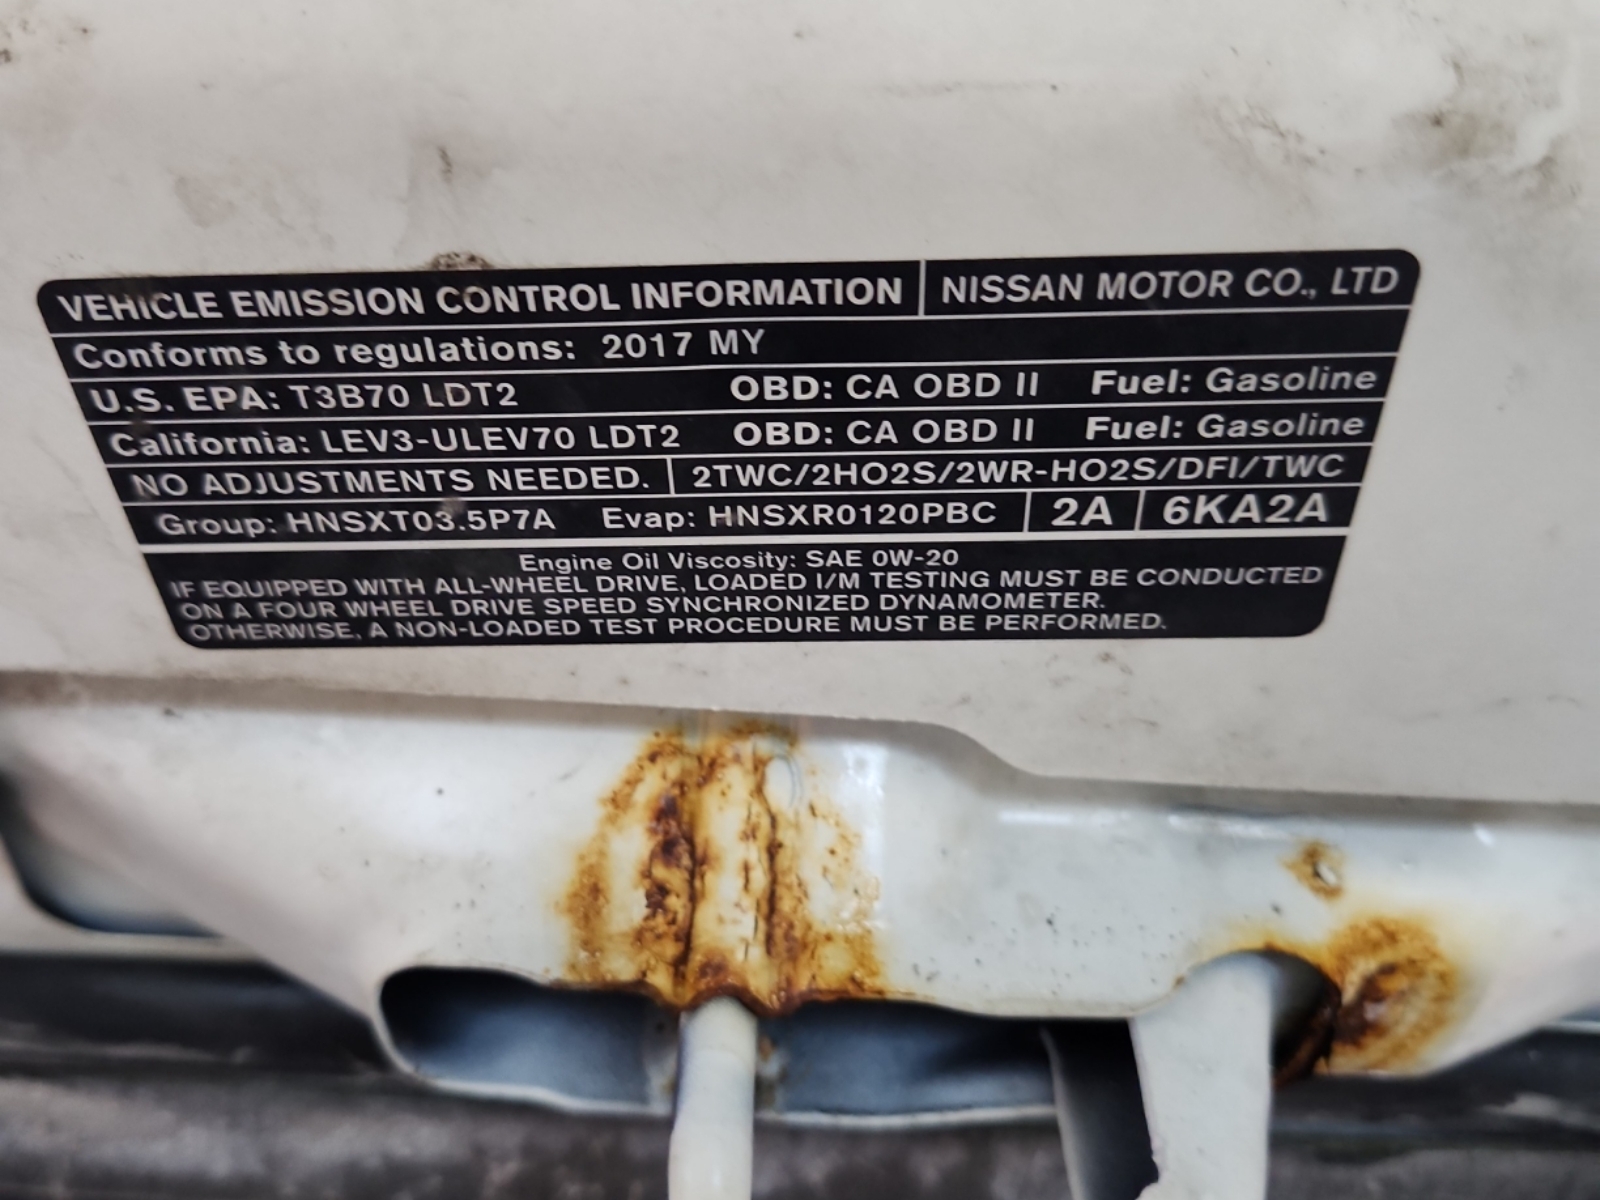 VEHICLE EMISSION CONTROL INFORMATION NISSAN MOTOR CO., LTD
Conforms to regulations: 2017 MY
U.S. EPA: T3B70 LDT2 OBD: CA OBD II Fuel: Gasoline
California: LEV3-ULEV70 LDT2 OBD: CA OBD II Fuel: Gasoline
NO ADJUSTMENTS NEEDED. 2TWC/2HO2S/2WR-HO2S/DFI/TWC
Group: HNSXT03.5P7A Evap: HNSXR0120PBC 2A 6KA2A
Engine Oil Viscosity: SAE 0W-20
IF EQUIPPED WITH ALL-WHEEL DRIVE, LOADED I/M TESTING MUST BE CONDUCTED
ON A FOUR WHEEL DRIVE SPEED SYNCHRONIZED DYNAMOMETER.
OTHERWISE, A NON-LOADED TEST PROCEDURE MUST BE PERFORMED.